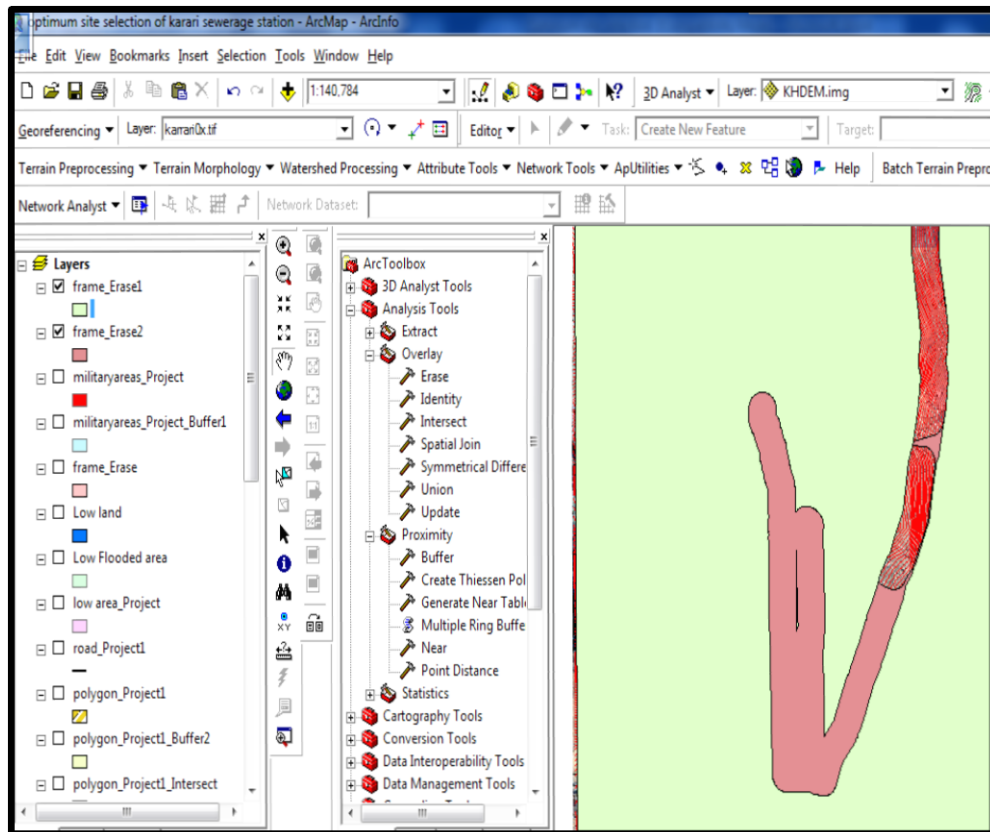 optimum site selection of karari sewerage station - ArcMap - ArcInfo
File Edit View Bookmarks Insert Selection Tools Window Help
1:140,784 3D Analyst Layer: KHDEM.img
Georeferencing Layer: karrari0x.tif Editor Task: Create New Feature Target:
Terrain Preprocessing Terrain Morphology Watershed Processing Attribute Tools Network Tools ApUtilities Help Batch Terrain Prepro
Network Analyst Network Dataset:
Layers
frame_Erase1
frame_Erase2
militaryareas_Project
militaryareas_Project_Buffer1
frame_Erase
Low land
Low Flooded area
low area_Project
road_Project1
polygon_Project1
polygon_Project1_Buffer2
polygon_Project1_Intersect
XY
1:1
ArcToolbox
3D Analyst Tools
Analysis Tools
Extract
Overlay
Erase
Identity
Intersect
Spatial Join
Symmetrical Differe
Union
Update
Proximity
Buffer
Create Thiessen Pol
Generate Near Table
Multiple Ring Buffe
Near
Point Distance
Statistics
Cartography Tools
Conversion Tools
Data Interoperability Tools
Data Management Tools